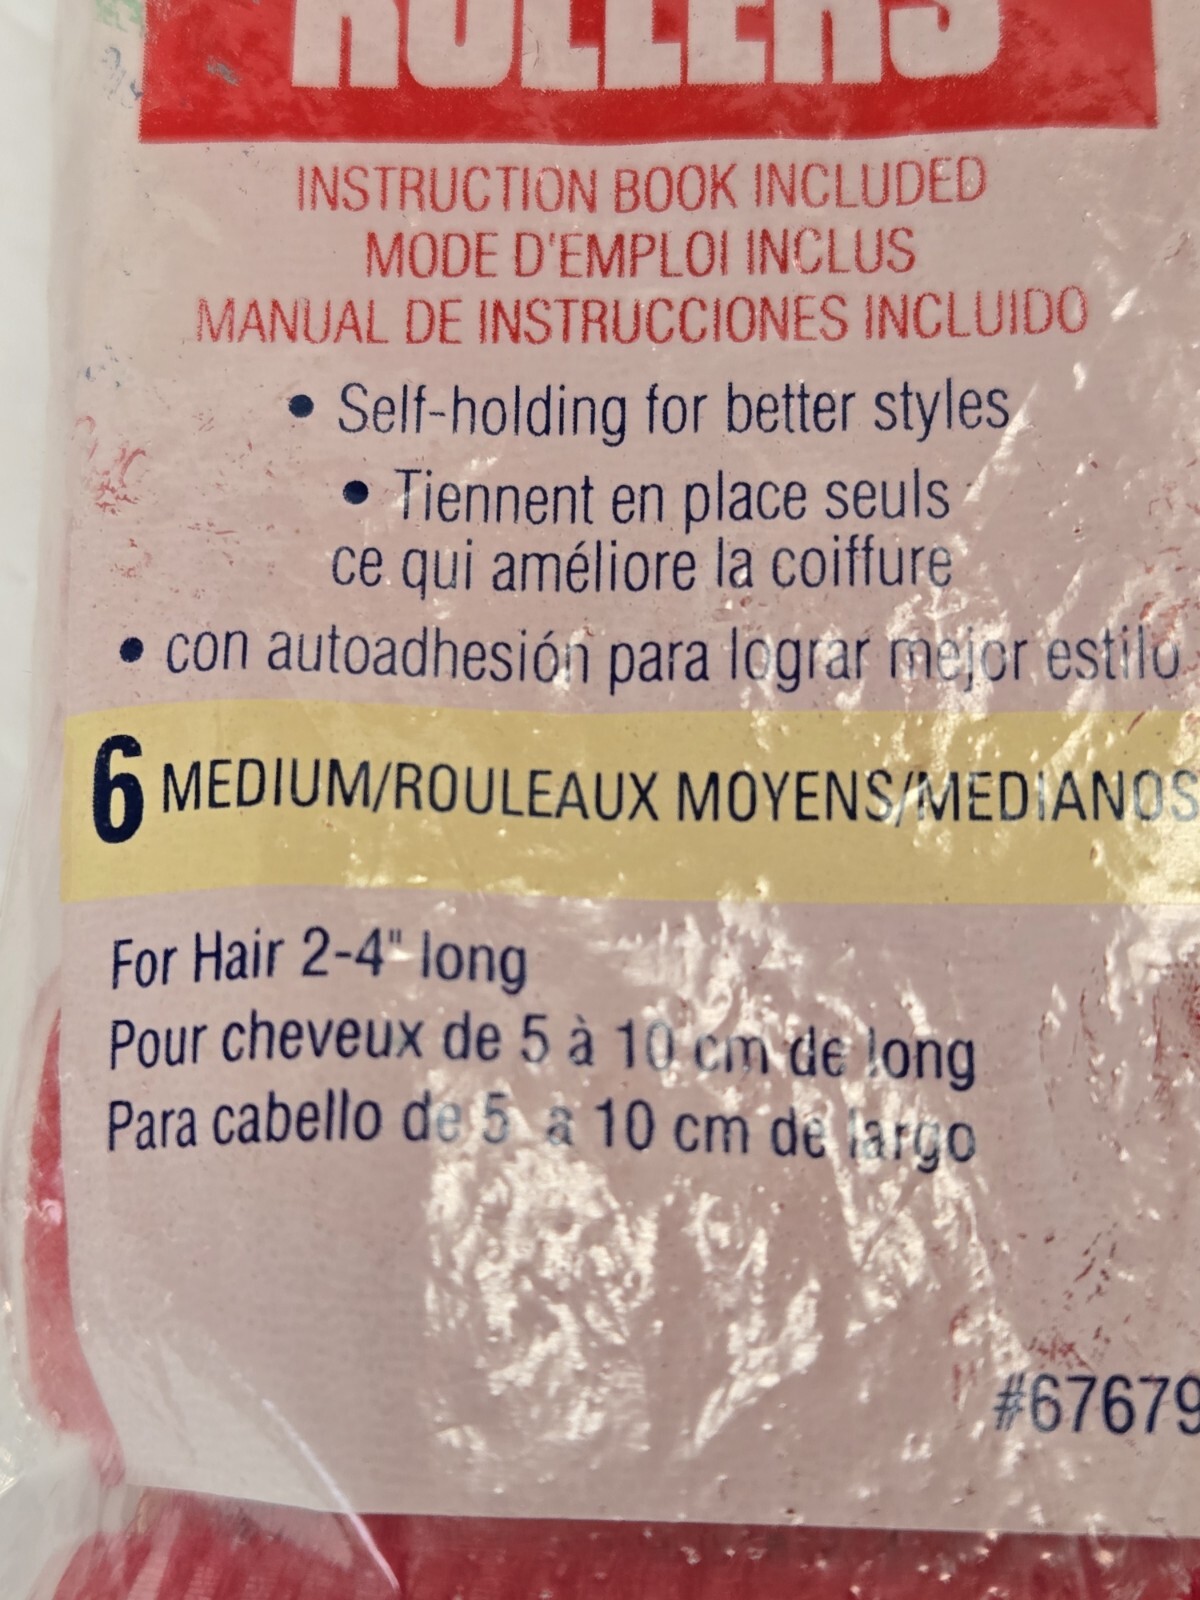 ROLLERS
INSTRUCTION BOOK INCLUDED
MODE D'EMPLOI INCLUS
MANUAL DE INSTRUCCIONES INCLUIDO
• Self-holding for better styles
• Tiennent en place seuls
ce qui améliore la coiffure
• con autoadhesión para lograr mejor estilo
6 MEDIUM/ROULEAUX MOYENS/MEDIANOS
For Hair 2-4" long
Pour cheveux de 5 à 10 cm de long
Para cabello de 5 a 10 cm de largo
#67679